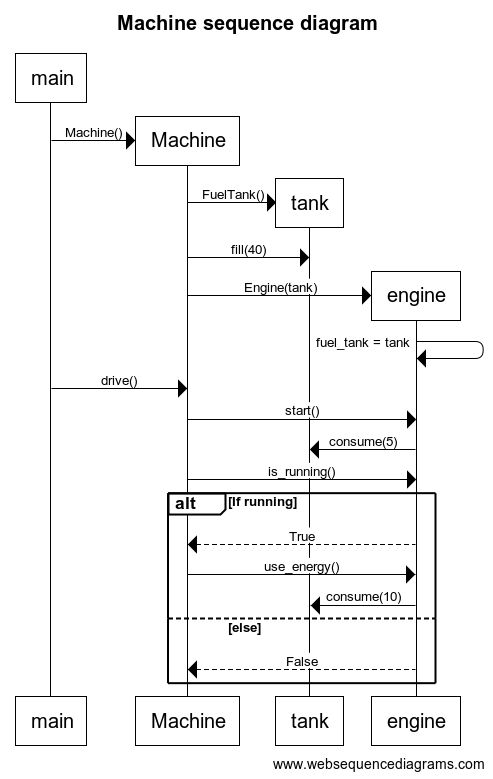 Machine sequence diagram
main
Machine()
Machine
FuelTank()
tank
fill(40)
Engine(tank)
engine
fuel_tank = tank
drive()
start()
consume(5)
is_running()
alt [If running]
True
use_energy()
consume(10)
[else]
False
main Machine tank engine
www.websequencediagrams.com